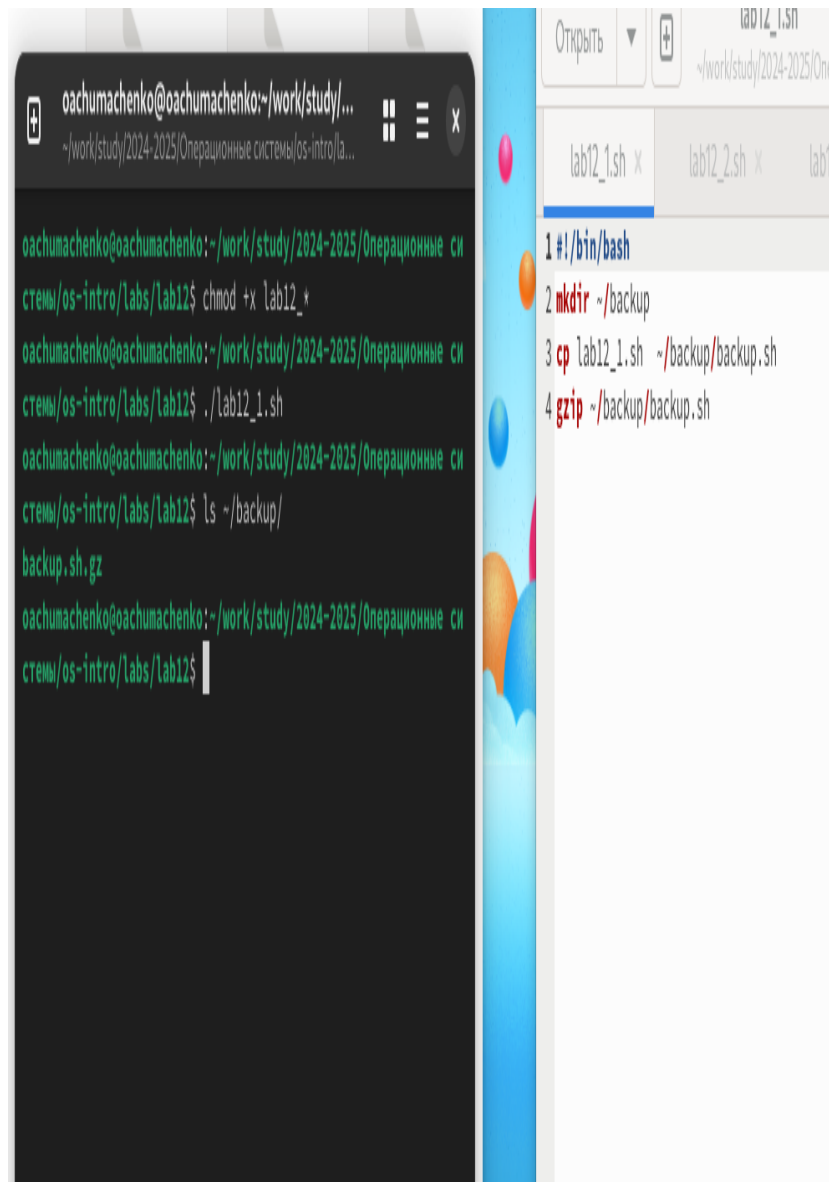 oachumachenko@oachumachenko:~/work/study/...
~/work/study/2024-2025/Операционные системы/os-intro/la...
oachumachenko@oachumachenko:~/work/study/2024-2025/Операционные си
стемы/os-intro/labs/lab12$ chmod +x lab12_*
oachumachenko@oachumachenko:~/work/study/2024-2025/Операционные си
стемы/os-intro/labs/lab12$ ./lab12_1.sh
oachumachenko@oachumachenko:~/work/study/2024-2025/Операционные си
стемы/os-intro/labs/lab12$ ls ~/backup/
backup.sh.gz
oachumachenko@oachumachenko:~/work/study/2024-2025/Операционные си
стемы/os-intro/labs/lab12$
Открыть
lab12_1.sh
~/work/study/2024-2025/Опе
lab12_1.sh
lab12_2.sh
lab1
1 #!/bin/bash
2 mkdir ~/backup
3 cp lab12_1.sh  ~/backup/backup.sh
4 gzip ~/backup/backup.sh